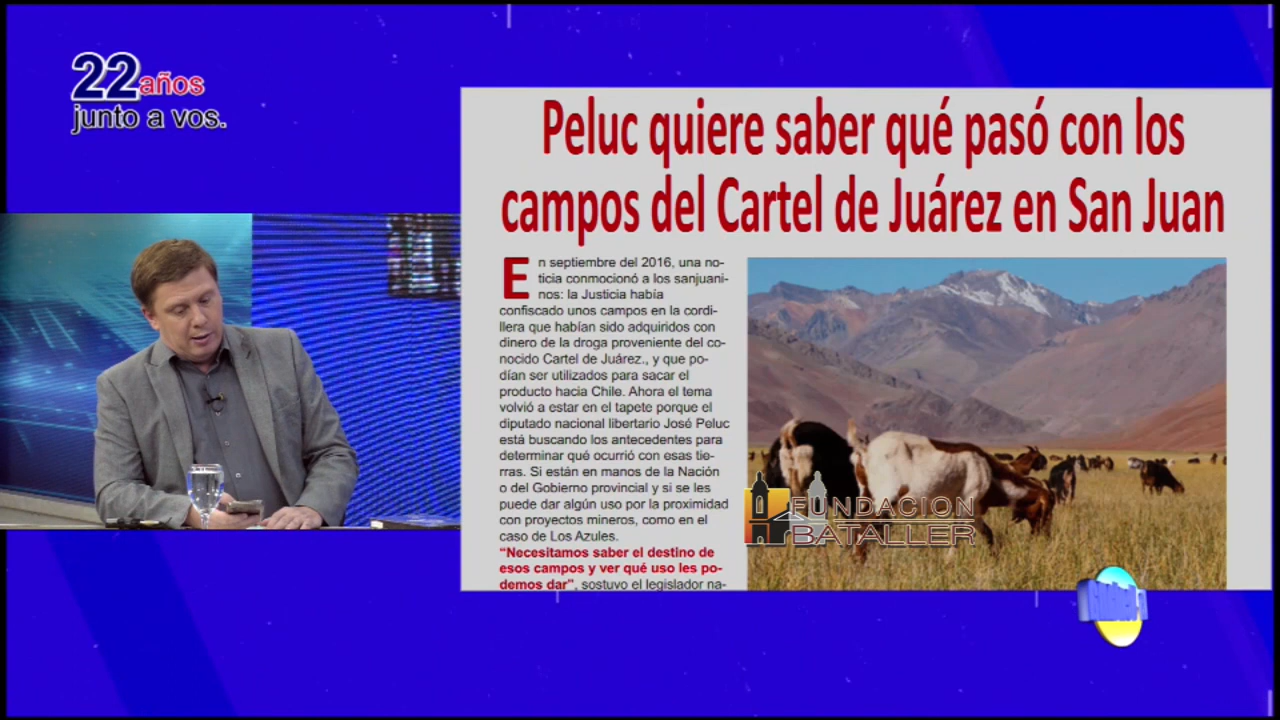 22 años
junto a vos.
Peluc quiere saber qué pasó con los
campos del Cartel de Juárez en San Juan
En septiembre del 2016, una no-
ticia conmocionó a los sanjuani-
nos: la Justicia había
confiscado unos campos en la cordi-
llera que habían sido adquiridos con
dinero de la droga proveniente del co-
nocido Cartel de Juárez., y que po-
dían ser utilizados para sacar el
producto hacia Chile. Ahora el tema
volvió a estar en el tapete porque el
diputado nacional libertario José Peluc
está buscando los antecedentes para
determinar qué ocurrió con esas tie-
rras. Si están en manos de la Nación
o del Gobierno provincial y si se les
puede dar algún uso por la proximidad
con proyectos mineros, como en el
caso de Los Azules.
“Necesitamos saber el destino de
esos campos y ver qué uso les po-
demos dar”, sostuvo el legislador na-
FUNDACION
BATALLER